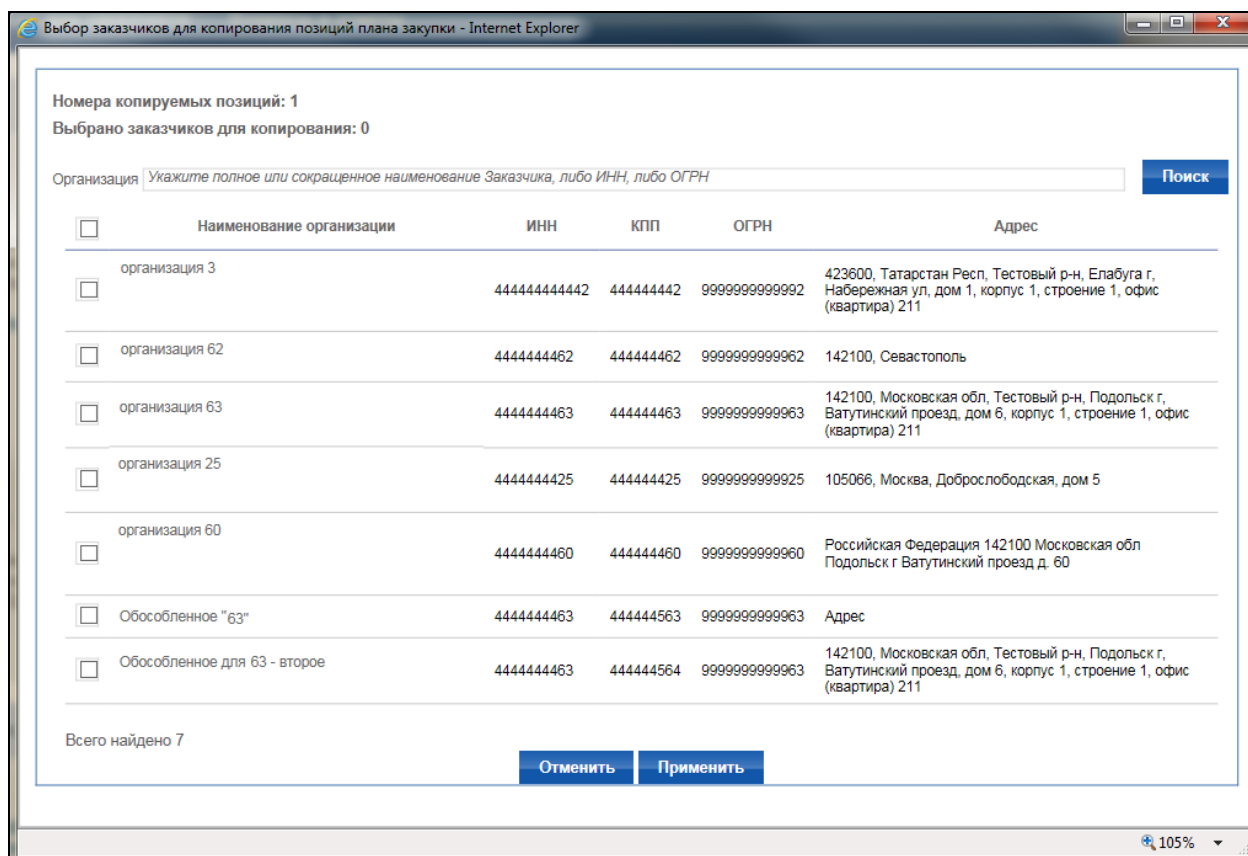 Выбор заказчиков для копирования позиций плана закупки - Internet Explorer
Номера копируемых позиций: 1
Выбрано заказчиков для копирования: 0
Организация Укажите полное или сокращенное наименование Заказчика, либо ИНН, либо ОГРН Поиск
Наименование организации ИНН КПП ОГРН Адрес
организация 3 444444444442 444444442 9999999999992 423600, Татарстан Респ, Тестовый р-н, Елабуга г,
Набережная ул, дом 1, корпус 1, строение 1, офис
(квартира) 211
организация 62 4444444462 444444462 9999999999962 142100, Севастополь
организация 63 4444444463 444444463 9999999999963 142100, Московская обл, Тестовый р-н, Подольск г,
Ватутинский проезд, дом 6, корпус 1, строение 1, офис
(квартира) 211
организация 25 4444444425 444444425 9999999999925 105066, Москва, Доброслободская, дом 5
организация 60 4444444460 444444460 9999999999960 Российская Федерация 142100 Московская обл
Подольск г Ватутинский проезд д. 60
Обособленное "63" 4444444463 444444563 9999999999963 Адрес
Обособленное для 63 - второе 4444444463 444444564 9999999999963 142100, Московская обл, Тестовый р-н, Подольск г,
Ватутинский проезд, дом 6, корпус 1, строение 1, офис
(квартира) 211
Всего найдено 7
Отменить Применить
105%